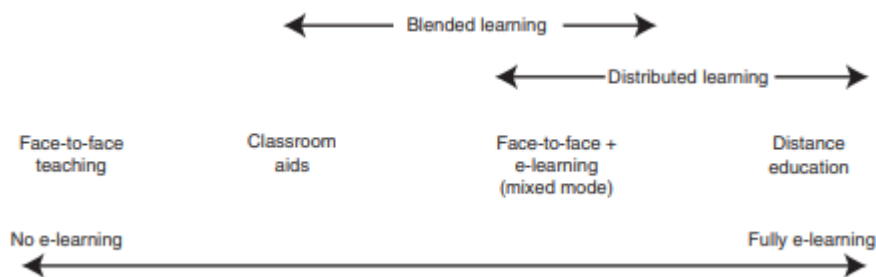 Blended learning
Distributed learning
Face-to-face
teaching
Classroom
aids
Face-to-face +
e-learning
(mixed mode)
Distance
education
No e-learning
Fully e-learning